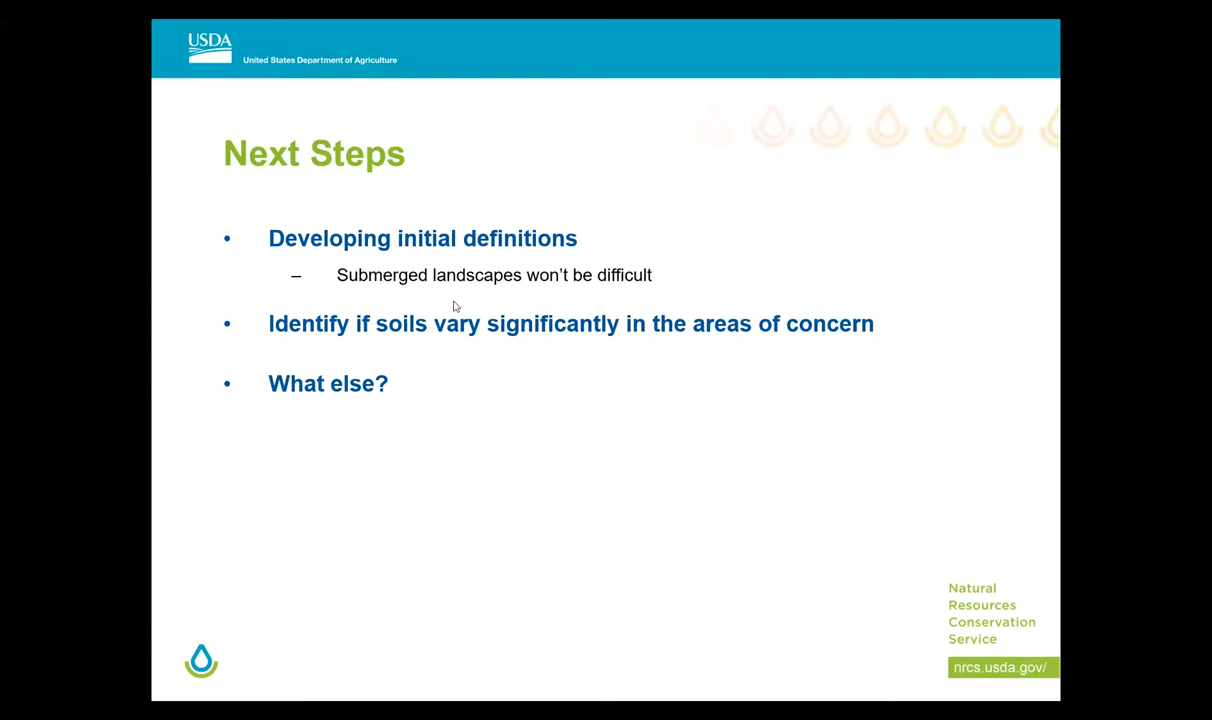 USDA
United States Department of Agriculture
Next Steps
• Developing initial definitions
– Submerged landscapes won’t be difficult
• Identify if soils vary significantly in the areas of concern
• What else?
Natural
Resources
Conservation
Service
nrcs.usda.gov/